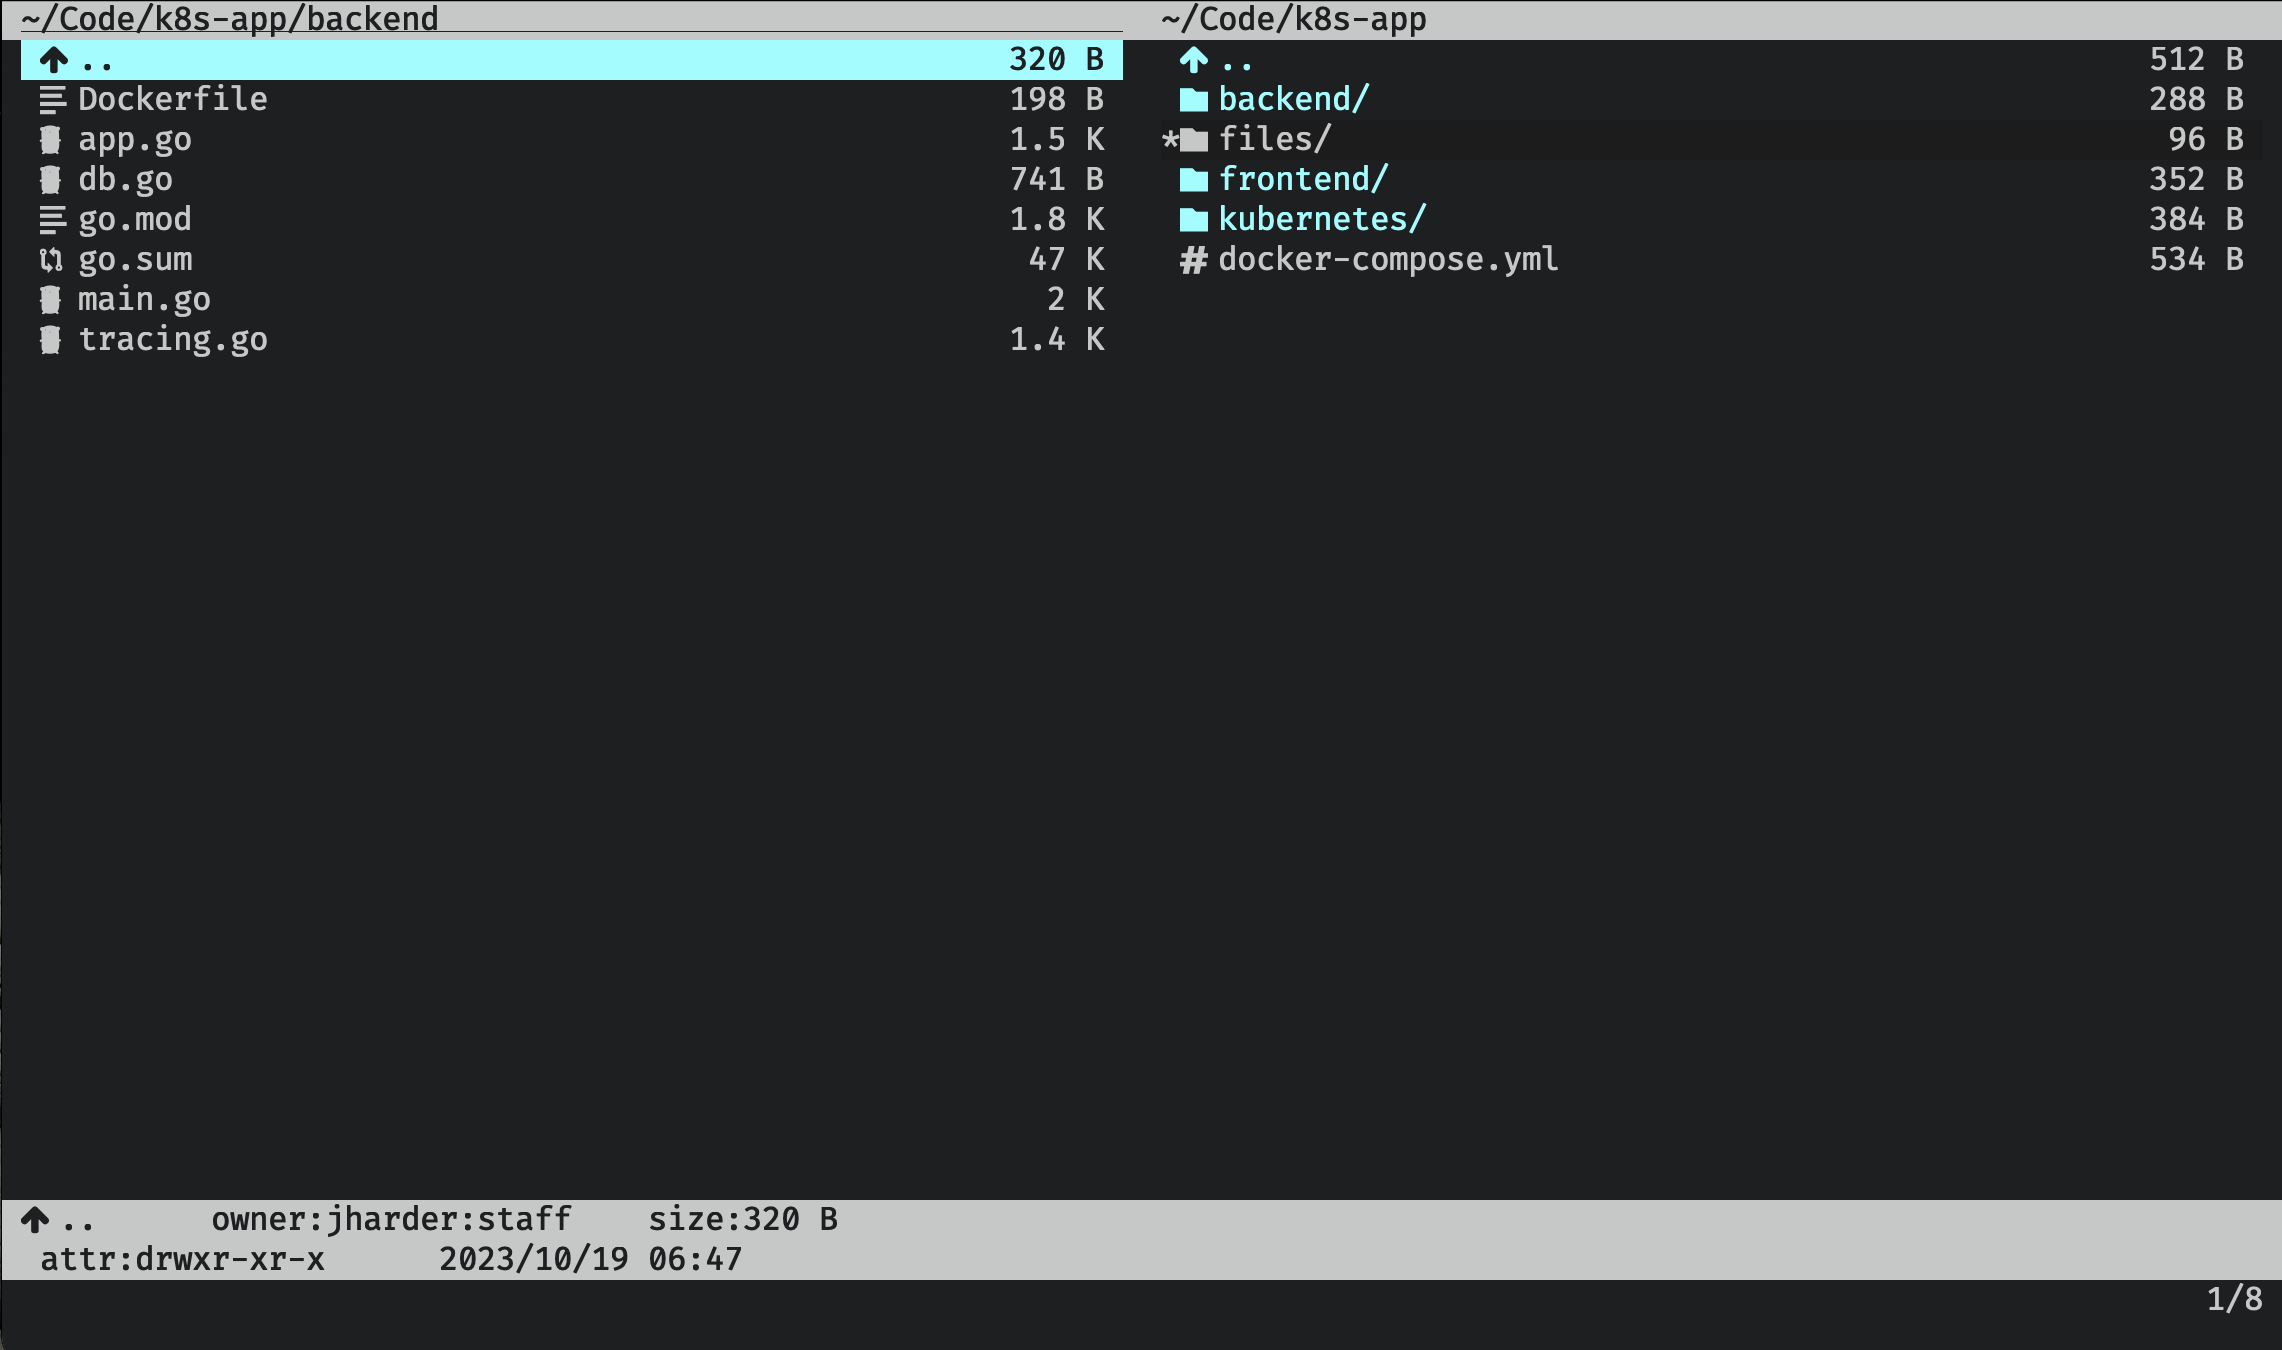 ~/Code/k8s-app/backend
.. 320 B
Dockerfile 198 B
app.go 1.5 K
db.go 741 B
go.mod 1.8 K
go.sum 47 K
main.go 2 K
tracing.go 1.4 K
~/Code/k8s-app
.. 512 B
backend/ 288 B
*files/ 96 B
frontend/ 352 B
kubernetes/ 384 B
# docker-compose.yml 534 B
.. owner:jharder:staff size:320 B
attr:drwxr-xr-x 2023/10/19 06:47
1/8